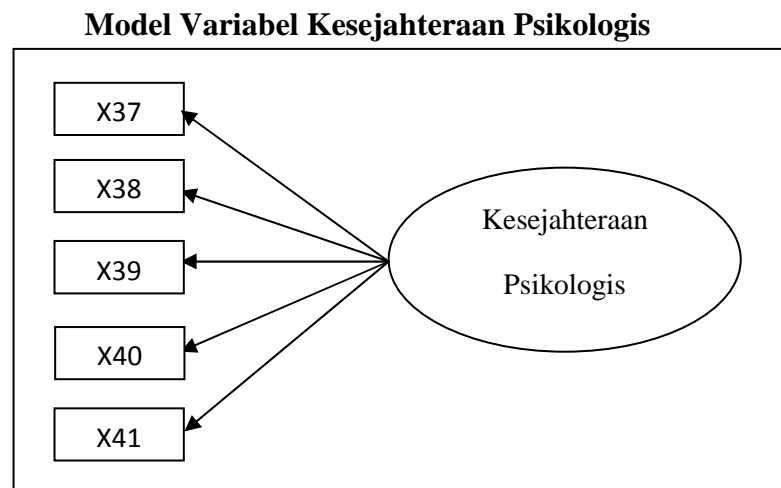 Model Variabel Kesejahteraan Psikologis
X37
X38
X39
X40
X41
Kesejahteraan
Psikologis